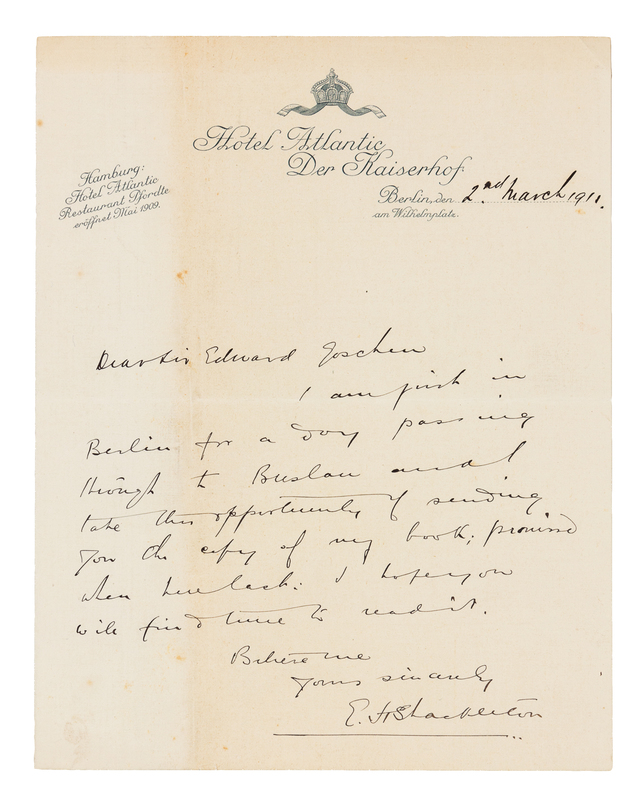 Hotel Atlantic
Der Kaiserhof
Hamburg:
Hotel Atlantic
Restaurant Pfordte
eröffnet Mai 1909.
Berlin, den 2nd March 1911.
am Wilhelmplatz.
Dear Sir Edward Goschen
I am just in
Berlin for a day passing
through to Breslau and I
take this opportunity of sending
you the copy of my book; promised
when here last: I hope you
will find time to read it.
Believe me
Yours sincerely
E. H Shackleton